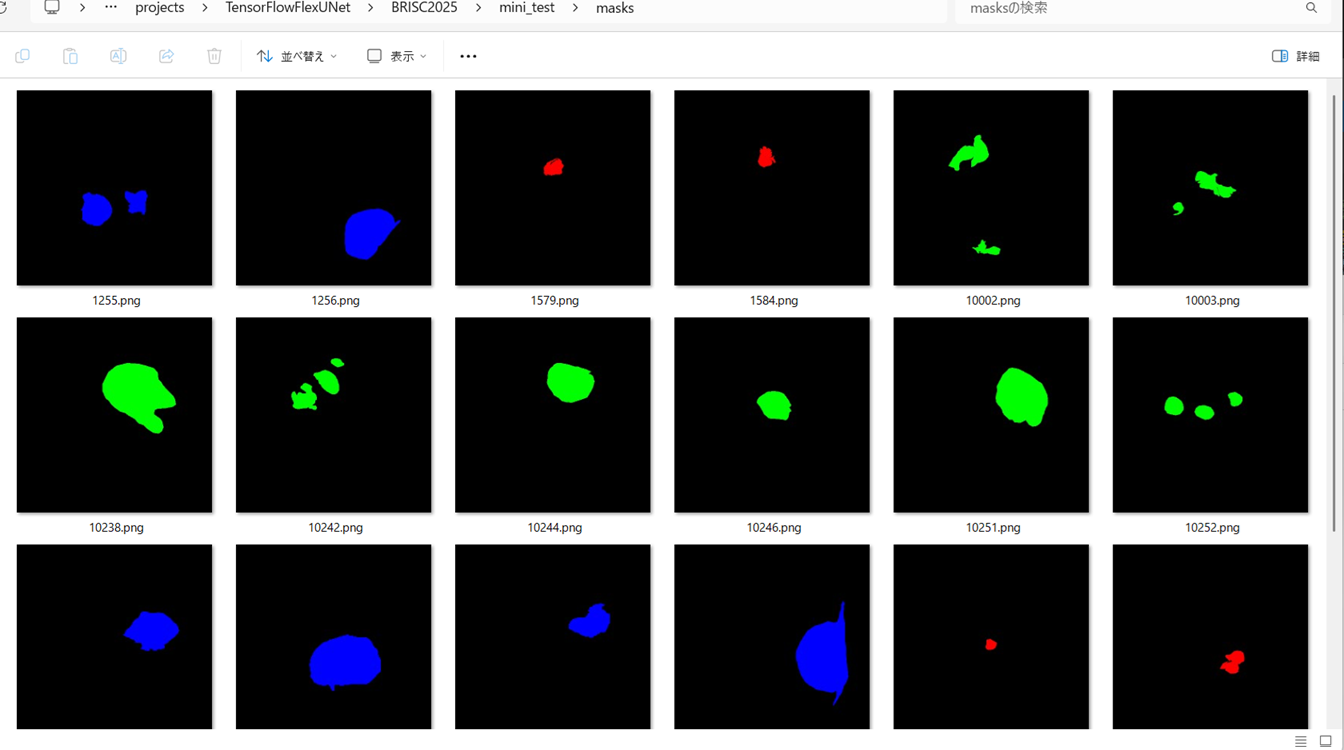 … projects TensorFlowFlexUNet BRISC2025 mini_test masks masksの検索
並べ替え 表示 … 詳細
1255.png 1256.png 1579.png 1584.png 10002.png 10003.png
10238.png 10242.png 10244.png 10246.png 10251.png 10252.png